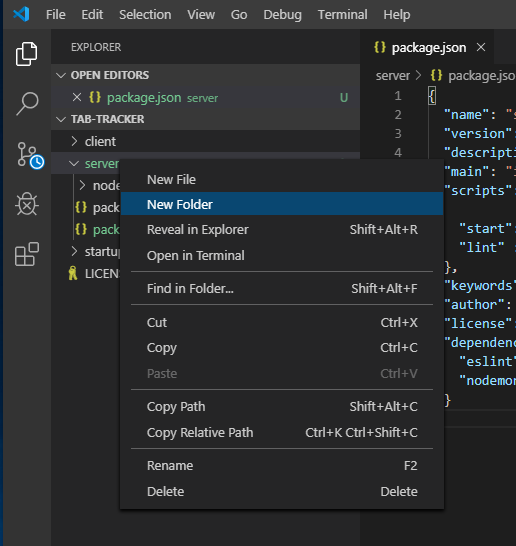 File Edit Selection View Go Debug Terminal Help
EXPLORER
OPEN EDITORS
package.json server U
TAB-TRACKER
client
server
node
pack
pack
startup
LICEN
package.json
server > package.json
1 {
2 "name": "s
3 "version":
4 "descripti
"main": "i
"scripts":
"start":
"lint" :
},
"keywords"
"author":
"license":
"dependenc
"eslint"
"nodemon
}
New File
New Folder
Reveal in Explorer Shift+Alt+R
Open in Terminal
Find in Folder... Shift+Alt+F
Cut Ctrl+X
Copy Ctrl+C
Paste Ctrl+V
Copy Path Shift+Alt+C
Copy Relative Path Ctrl+K Ctrl+Shift+C
Rename F2
Delete Delete